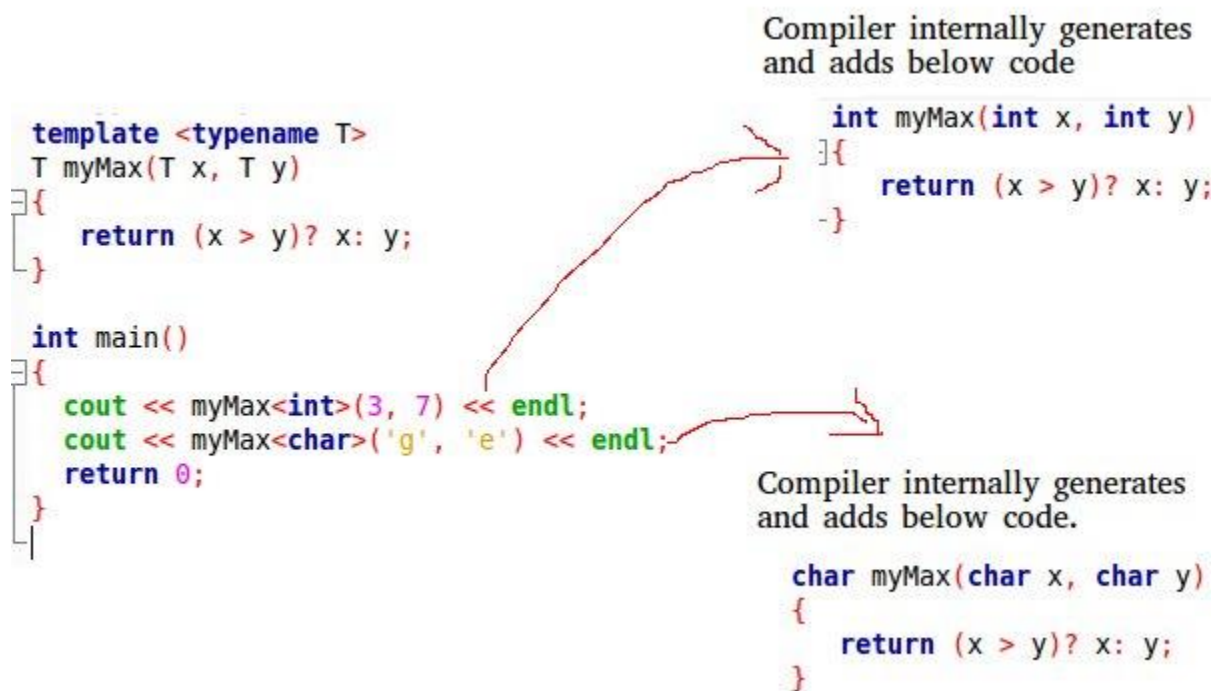 template <typename T>
T myMax(T x, T y)
{
return (x > y)? x: y;
}
int main()
{
cout << myMax<int>(3, 7) << endl;
cout << myMax<char>('g', 'e') << endl;
return 0;
}
Compiler internally generates
and adds below code
int myMax(int x, int y)
{
return (x > y)? x: y;
}
Compiler internally generates
and adds below code.
char myMax(char x, char y)
{
return (x > y)? x: y;
}